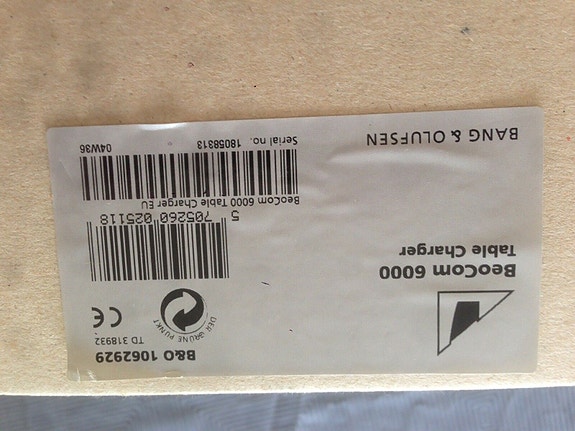 BeoCom 6000
Table Charger
BANG & OLUFSEN
B&O 1062929
TD 318932
DER GRÜNE PUNKT
CE
5 705260 025118
BeoCom 6000 Table Charger EU
Serial no. 18058313
04W36